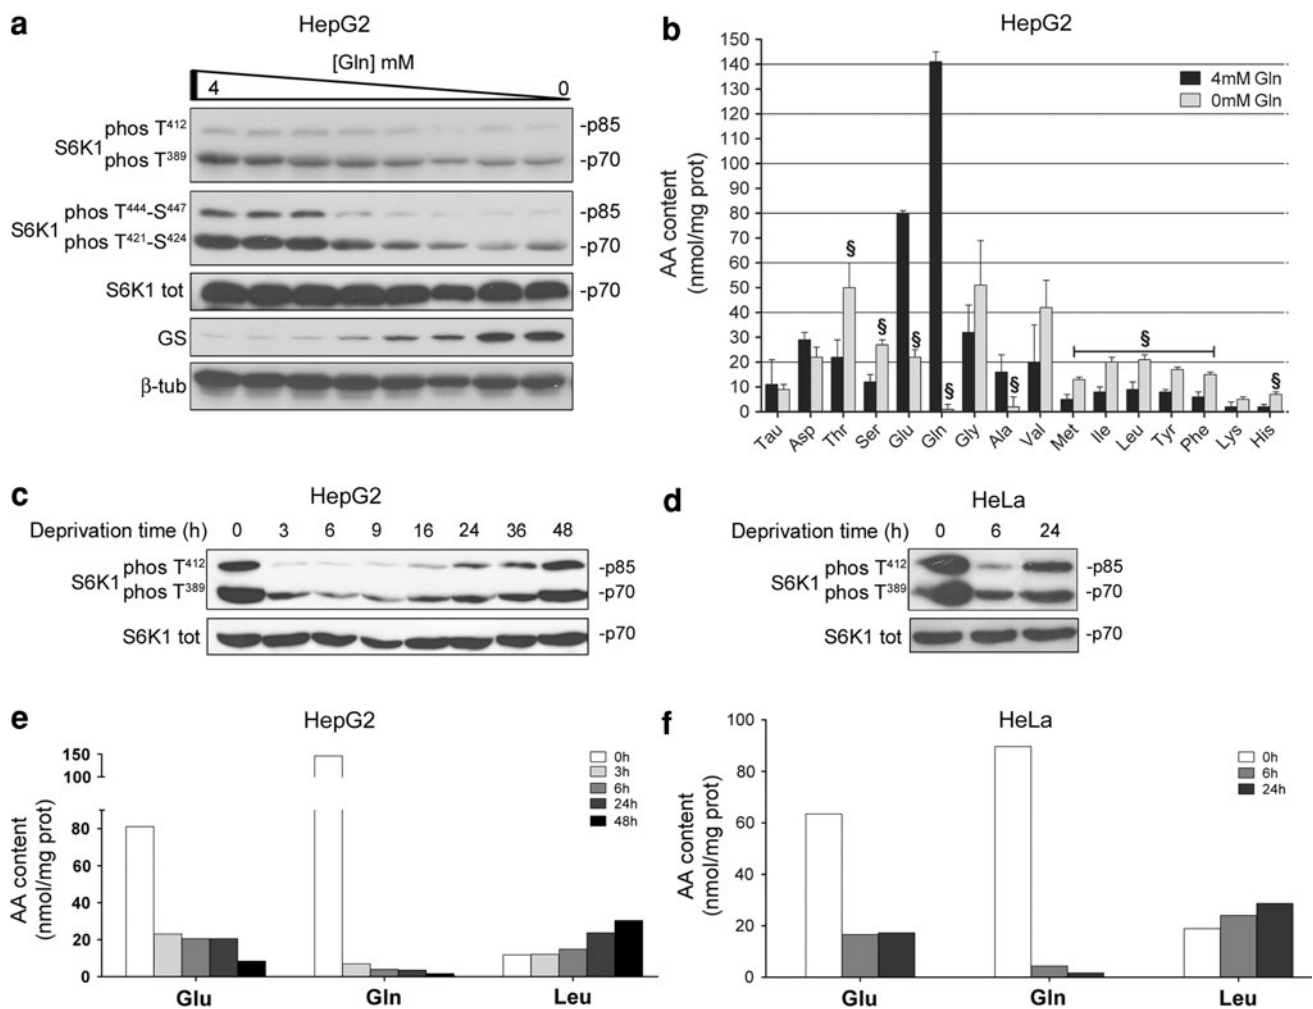 a
HepG2
[Gln] mM
4 0
S6K1
phos T412 -p85
phos T389 -p70
S6K1
phos T444-S447 -p85
phos T421-S424 -p70
S6K1 tot -p70
GS
β-tub
b
HepG2
AA content
(nmol/mg prot)
150
140
130
120
110
100
90
80
70
60
50
40
30
20
10
0
4mM Gln
0mM Gln
§ § § § § § §
Tau Asp Thr Ser Glu Gln Gly Ala Val Met Ile Leu Tyr Phe Lys His
c
HepG2
Deprivation time (h) 0 3 6 9 16 24 36 48
S6K1
phos T412 -p85
phos T389 -p70
S6K1 tot -p70
d
HeLa
Deprivation time (h) 0 6 24
S6K1
phos T412 -p85
phos T389 -p70
S6K1 tot -p70
e
HepG2
AA content
(nmol/mg prot)
150
100
80
60
40
20
0
0h
3h
6h
24h
48h
Glu Gln Leu
f
HeLa
AA content
(nmol/mg prot)
100
80
60
40
20
0
0h
6h
24h
Glu Gln Leu